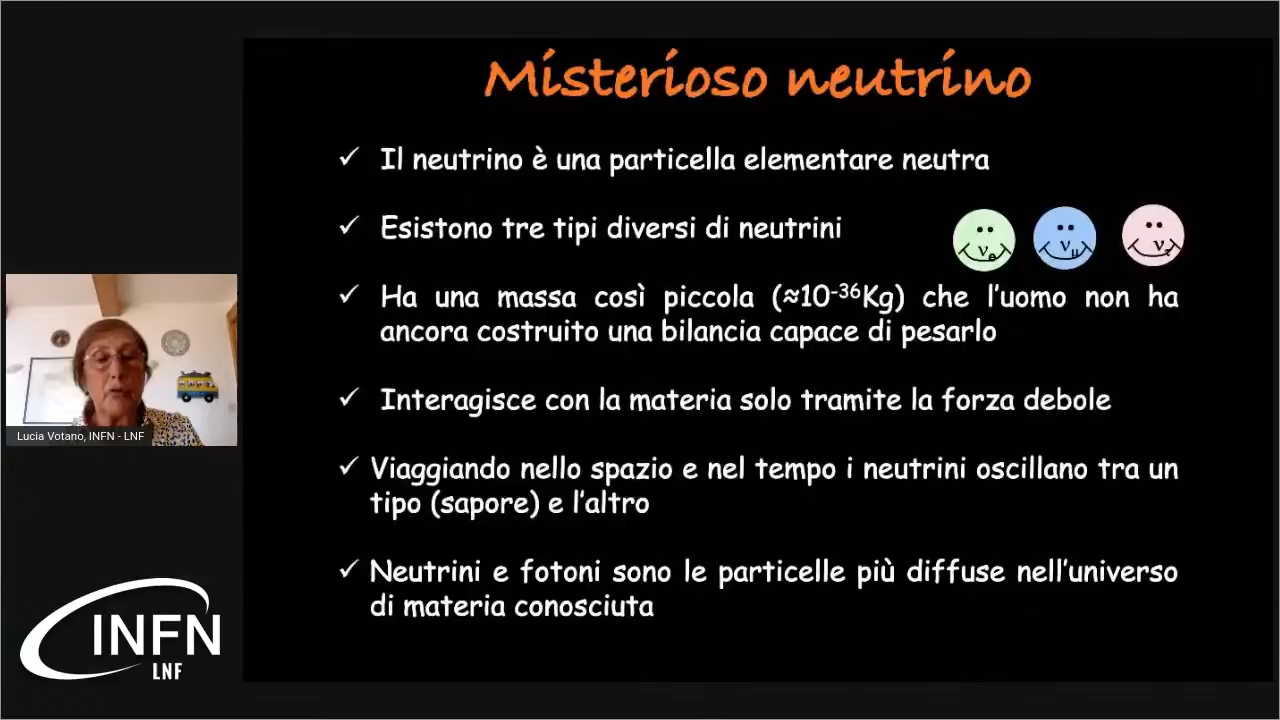 Misterioso neutrino
✓ Il neutrino è una particella elementare neutra
✓ Esistono tre tipi diversi di neutrini
νe νμ ντ
✓ Ha una massa così piccola (≈10⁻³⁶Kg) che l'uomo non ha
ancora costruito una bilancia capace di pesarlo
✓ Interagisce con la materia solo tramite la forza debole
✓ Viaggiando nello spazio e nel tempo i neutrini oscillano tra un
tipo (sapore) e l'altro
✓ Neutrini e fotoni sono le particelle più diffuse nell'universo
di materia conosciuta
Lucia Votano, INFN - LNF
INFN
LNF